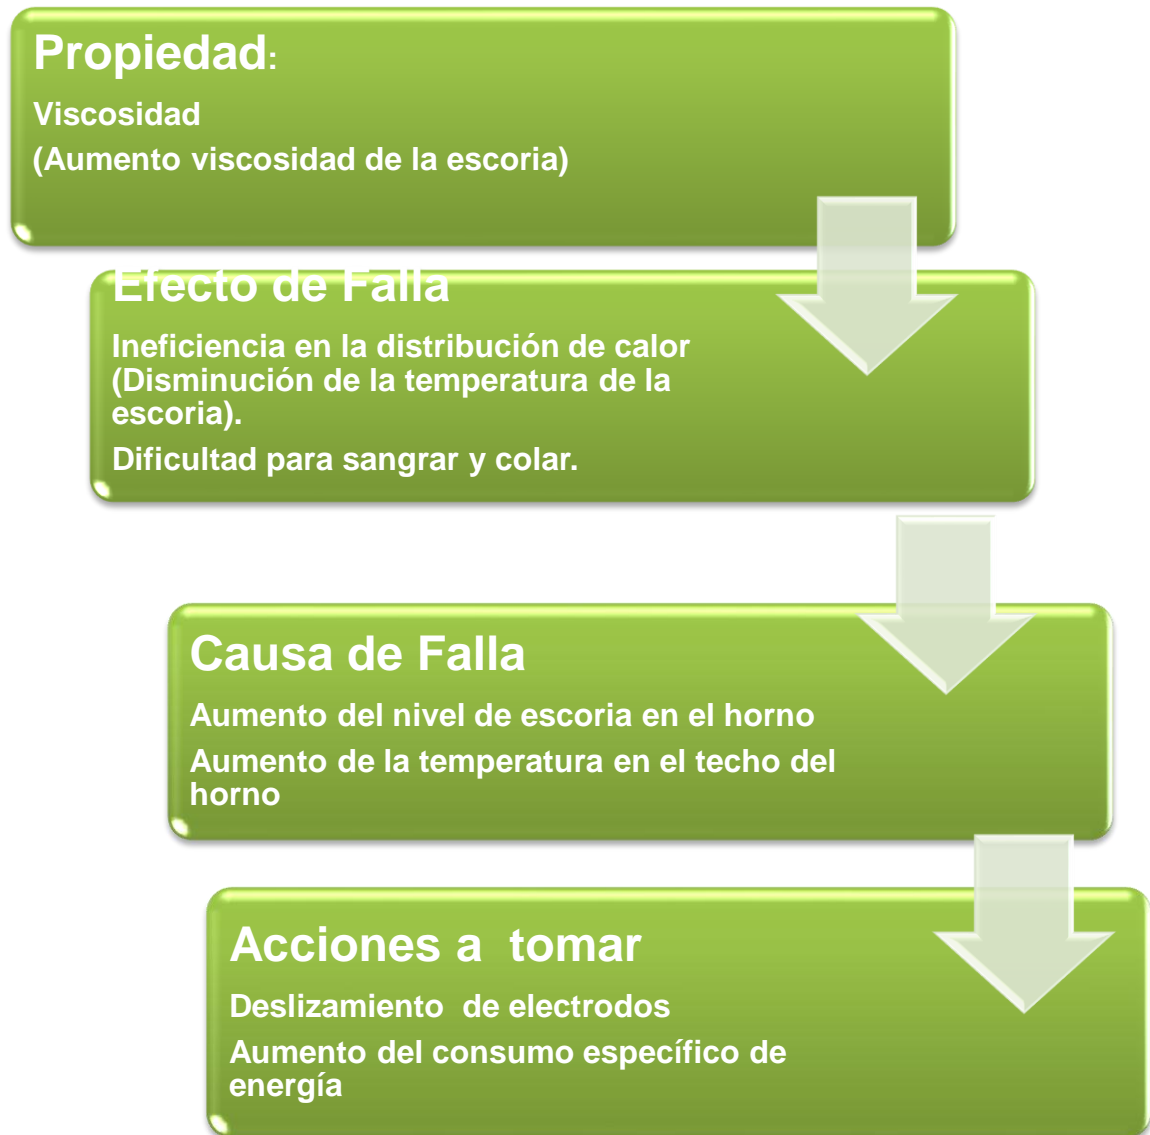 Propiedad:
Viscosidad
(Aumento viscosidad de la escoria)
Efecto de Falla
Ineficiencia en la distribución de calor
(Disminución de la temperatura de la
escoria).
Dificultad para sangrar y colar.
Causa de Falla
Aumento del nivel de escoria en el horno
Aumento de la temperatura en el techo del
horno
Acciones a  tomar
Deslizamiento  de electrodos
Aumento del consumo específico de
energía